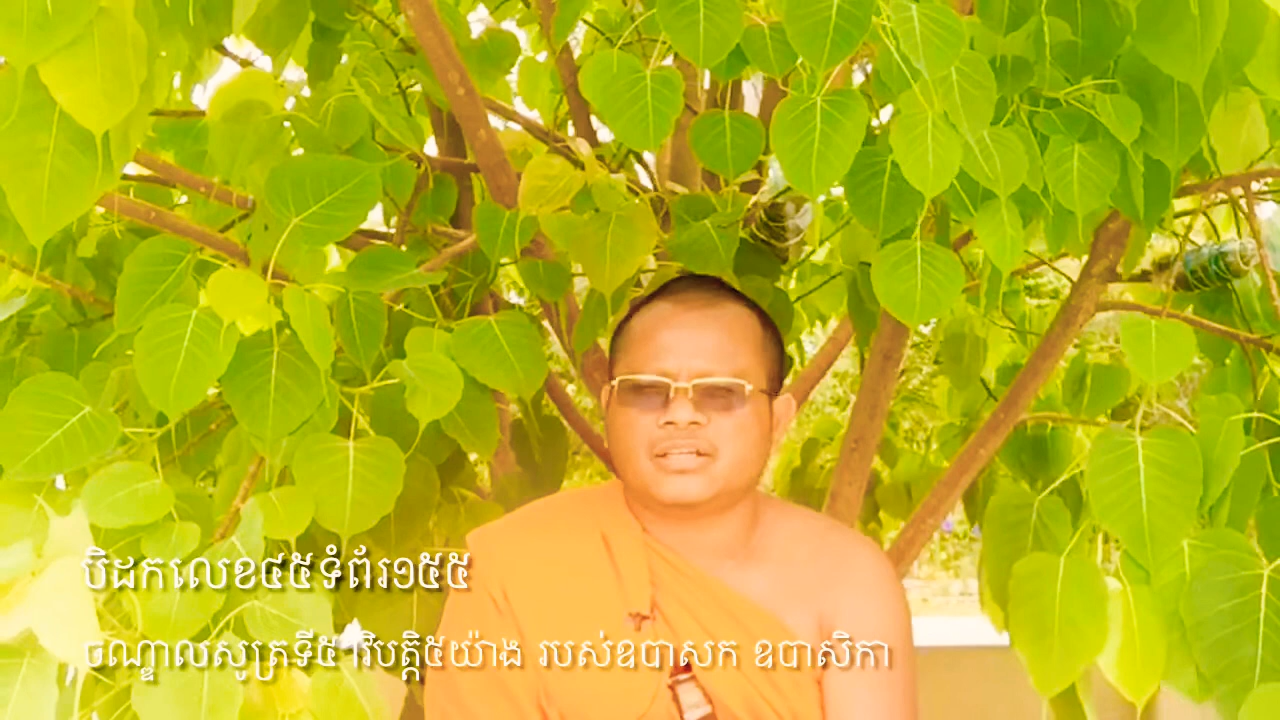 បិដកលេខ៤៥ទំព័រ១៥៥
ចណ្ឌាលសូត្រទី៥ វិបត្តិ៥យ៉ាង របស់ឧបាសក ឧបាសិកា